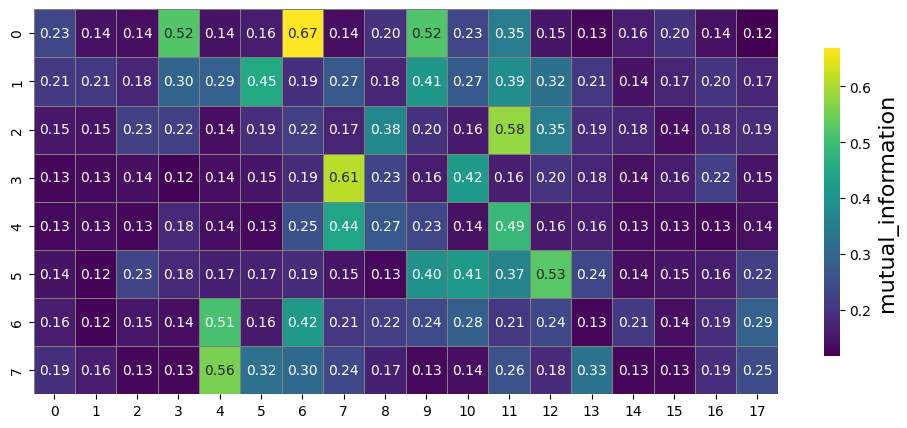 0 0.23 0.14 0.14 0.52 0.14 0.16 0.67 0.14 0.20 0.52 0.23 0.35 0.15 0.13 0.16 0.20 0.14 0.12
1 0.21 0.21 0.18 0.30 0.29 0.45 0.19 0.27 0.18 0.41 0.27 0.39 0.32 0.21 0.14 0.17 0.20 0.17
2 0.15 0.15 0.23 0.22 0.14 0.19 0.22 0.17 0.38 0.20 0.16 0.58 0.35 0.19 0.18 0.14 0.18 0.19
3 0.13 0.13 0.14 0.12 0.14 0.15 0.19 0.61 0.23 0.16 0.42 0.16 0.20 0.18 0.14 0.16 0.22 0.15
4 0.13 0.13 0.13 0.18 0.14 0.13 0.25 0.44 0.27 0.23 0.14 0.49 0.16 0.16 0.13 0.13 0.13 0.14
5 0.14 0.12 0.23 0.18 0.17 0.17 0.19 0.15 0.13 0.40 0.41 0.37 0.53 0.24 0.14 0.15 0.16 0.22
6 0.16 0.12 0.15 0.14 0.51 0.16 0.42 0.21 0.22 0.24 0.28 0.21 0.24 0.13 0.21 0.14 0.19 0.29
7 0.19 0.16 0.13 0.13 0.56 0.32 0.30 0.24 0.17 0.13 0.14 0.26 0.18 0.33 0.13 0.13 0.19 0.25
0 1 2 3 4 5 6 7 8 9 10 11 12 13 14 15 16 17
0.6
0.5
0.4
0.3
0.2
mutual_information